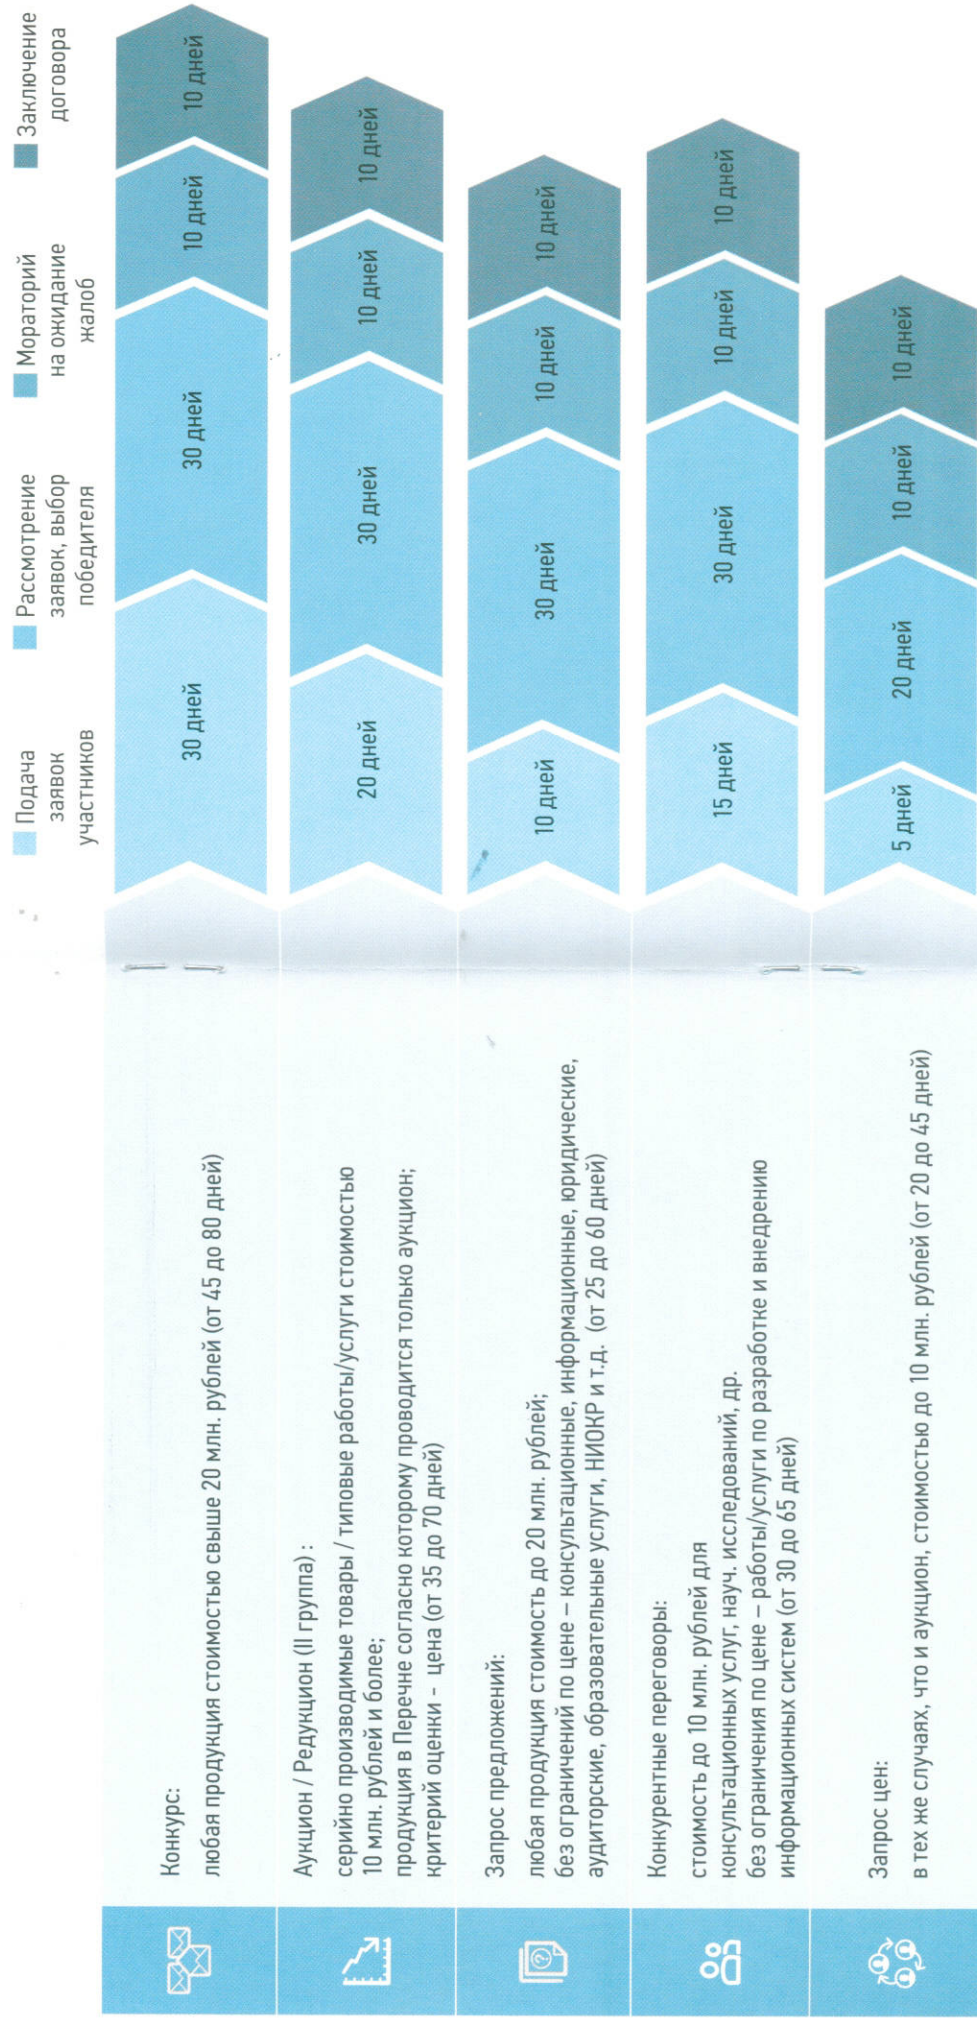 Подача
заявок
участников
Рассмотрение
заявок, выбор
победителя
Мораторий
на ожидание
жалоб
Заключение
договора
Конкурс:
любая продукция стоимостью свыше 20 млн. рублей (от 45 до 80 дней)
30 дней
30 дней
10 дней
10 дней
Аукцион / Редукцион (II группа) :
серийно производимые товары / типовые работы/услуги стоимостью
10 млн. рублей и более;
продукция в Перечне согласно которому проводится только аукцион;
критерий оценки - цена (от 35 до 70 дней)
20 дней
30 дней
10 дней
10 дней
Запрос предложений:
любая продукция стоимость до 20 млн. рублей;
без ограничений по цене – консультационные, информационные, юридические,
аудиторские, образовательные услуги, НИОКР и т.д. (от 25 до 60 дней)
10 дней
30 дней
10 дней
10 дней
Конкурентные переговоры:
стоимость до 10 млн. рублей для
консультационных услуг, науч. исследований, др.
без ограничения по цене – работы/услуги по разработке и внедрению
информационных систем (от 30 до 65 дней)
15 дней
30 дней
10 дней
10 дней
Запрос цен:
в тех же случаях, что и аукцион, стоимостью до 10 млн. рублей (от 20 до 45 дней)
5 дней
20 дней
10 дней
10 дней